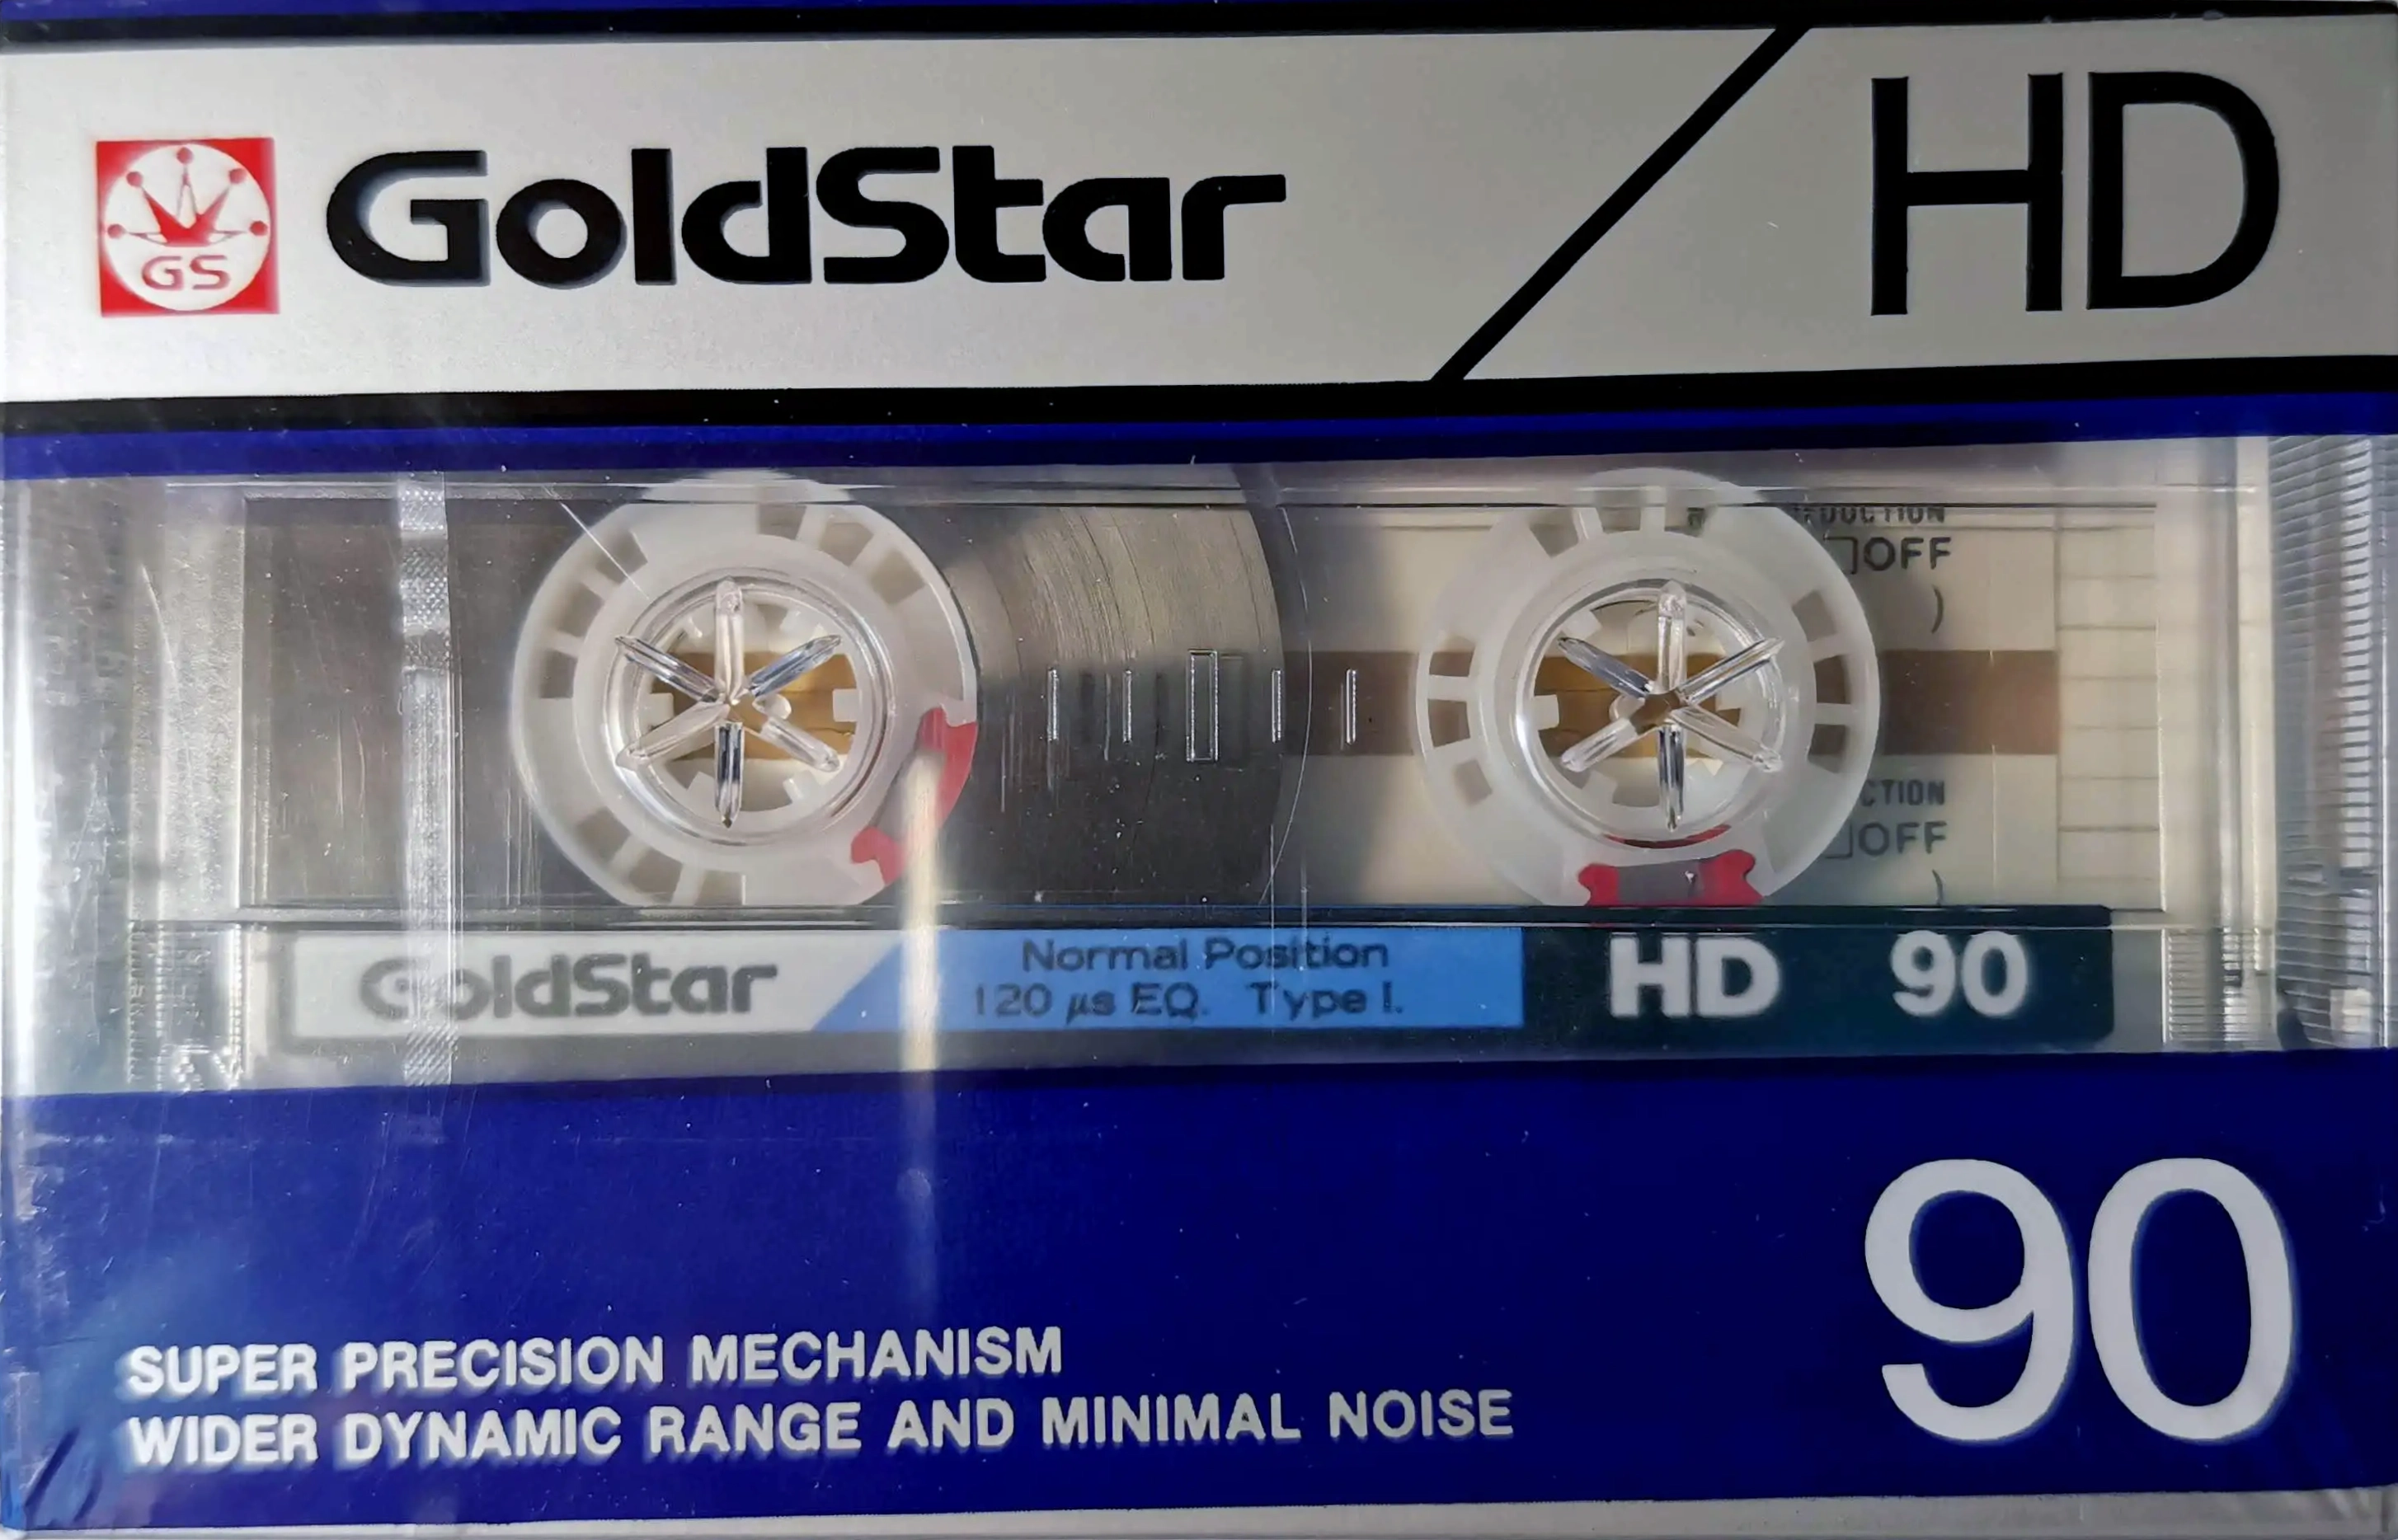 GS
GoldStar
HD
OFF
)
CTION
OFF
)
GoldStar
Normal Position
120 µs EQ. Type I.
HD 90
90
SUPER PRECISION MECHANISM
WIDER DYNAMIC RANGE AND MINIMAL NOISE